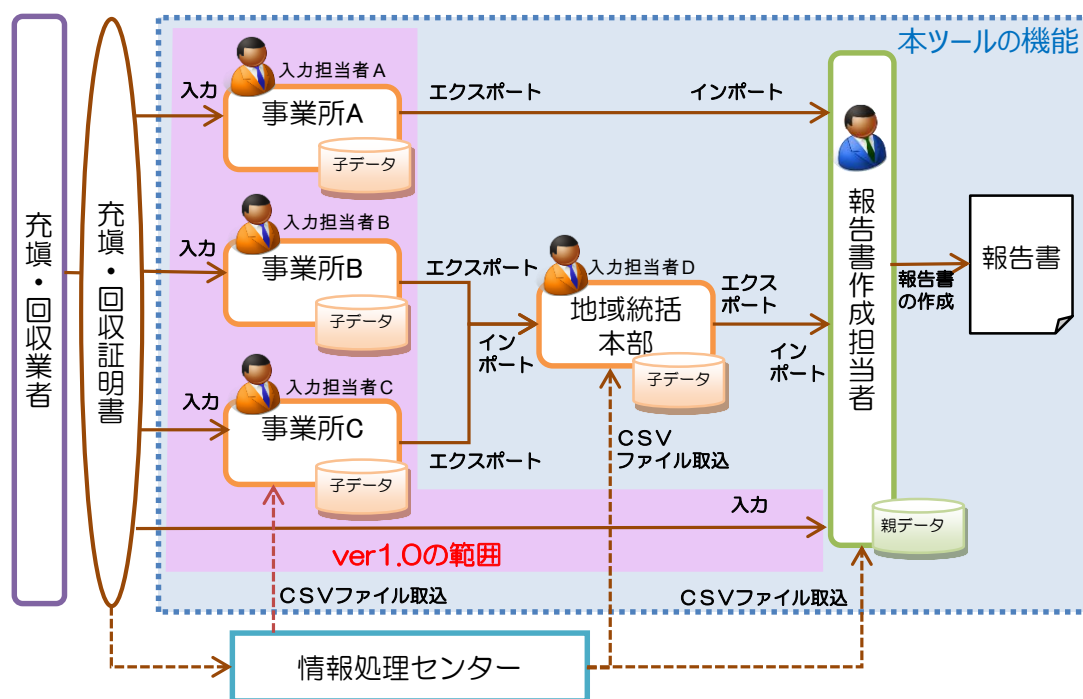 本ツールの機能
充塡・回収業者
充塡・回収証明書
入力
入力担当者A
事業所A
子データ
エクスポート
インポート
入力
入力担当者B
事業所B
子データ
エクスポート
入力
入力担当者C
事業所C
子データ
エクスポート
イン
ポート
入力担当者D
地域統括
本部
子データ
エクス
ポート
イン
ポート
CSV
ファイル取込
報告書作成担当者
親データ
報告書
の作成
報告書
入力
ver1.0の範囲
CSVファイル取込
CSVファイル取込
情報処理センター